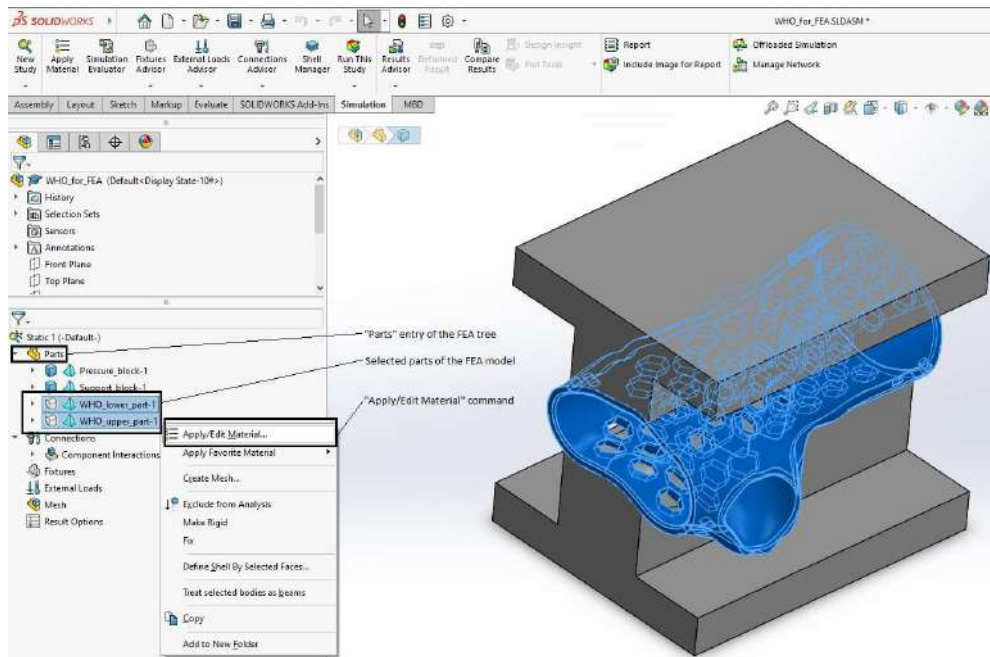 SOLIDWORKS
WHO_for_FEA.SLDASM *
New Study
Apply Material
Simulation Evaluator
Fixtures Advisor
External Loads Advisor
Connections Advisor
Shell Manager
Run This Study
Results Advisor
Deformed Result
Compare Results
Design Insight
Plot Tools
Report
Include Image for Report
Offloaded Simulation
Manage Network
Assembly Layout Sketch Markup Evaluate SOLIDWORKS Add-Ins Simulation MBD
WHO_for_FEA (Default<Display State-10#>)
History
Selection Sets
Sensors
Annotations
Front Plane
Top Plane
Static 1 (-Default-)
Parts
Pressure_block-1
Support_block-1
WHO_lower_part-1
WHO_upper_part-1
Connections
Component Interactions
Fixtures
External Loads
Mesh
Result Options
Apply/Edit Material...
Apply Favorite Material
Create Mesh...
Exclude from Analysis
Make Rigid
Fix
Define Shell By Selected Faces...
Treat selected bodies as beams
Copy
Add to New Folder
"Parts" entry of the FEA tree
Selected parts of the FEA model
"Apply/Edit Material" command